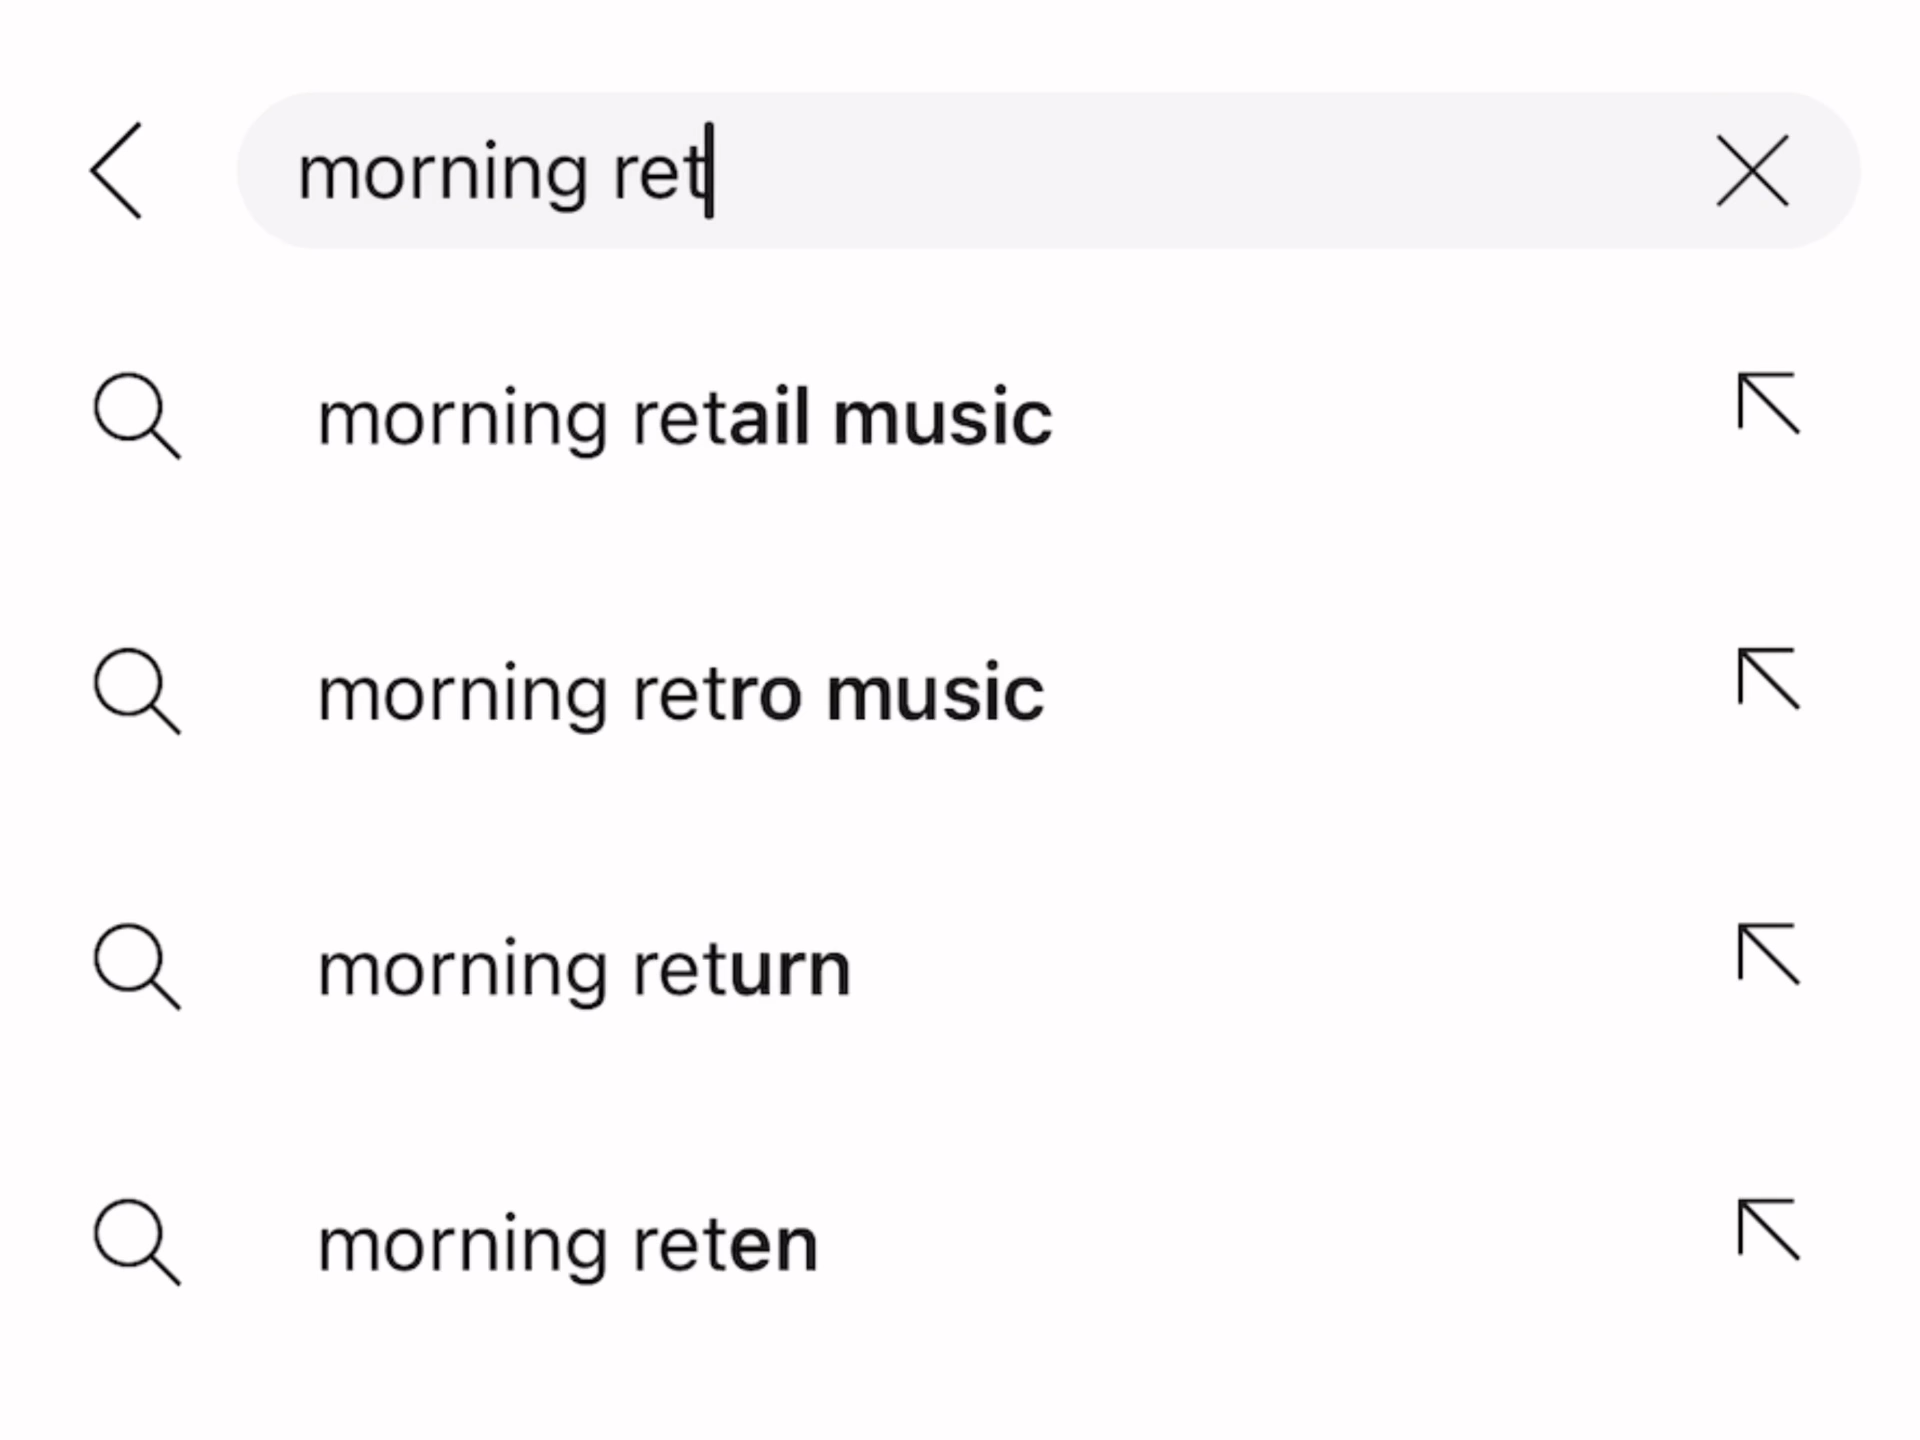 morning ret
morning retail music
morning retro music
morning return
morning reten